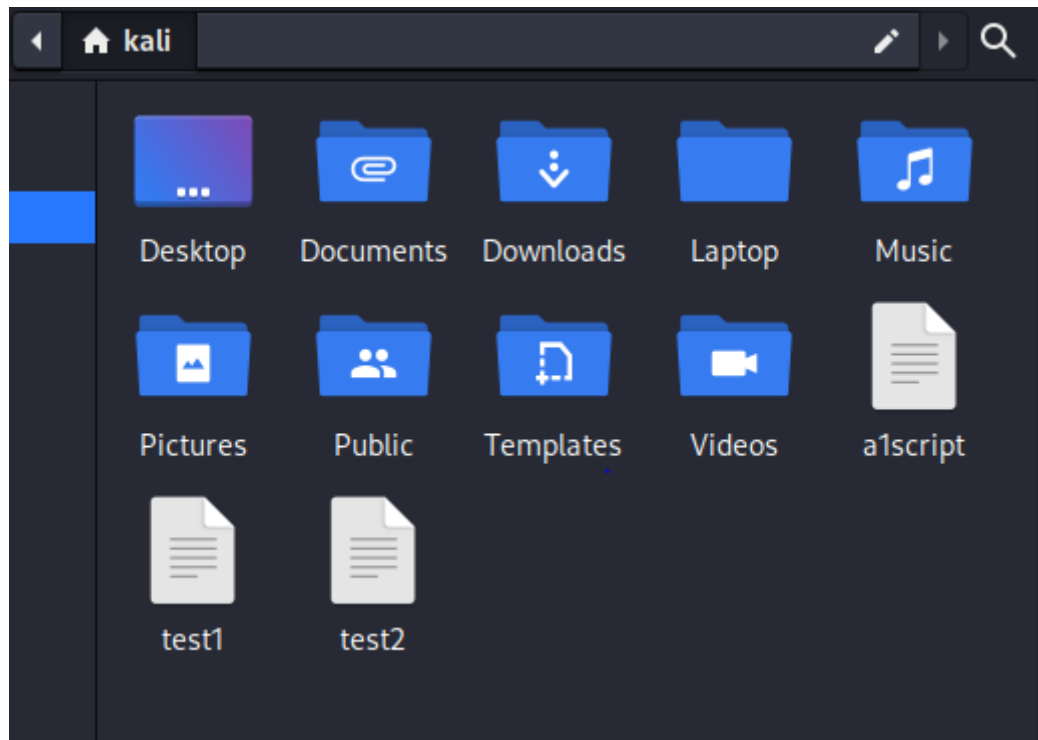 kali
Desktop Documents Downloads Laptop Music
Pictures Public Templates Videos a1script
test1 test2